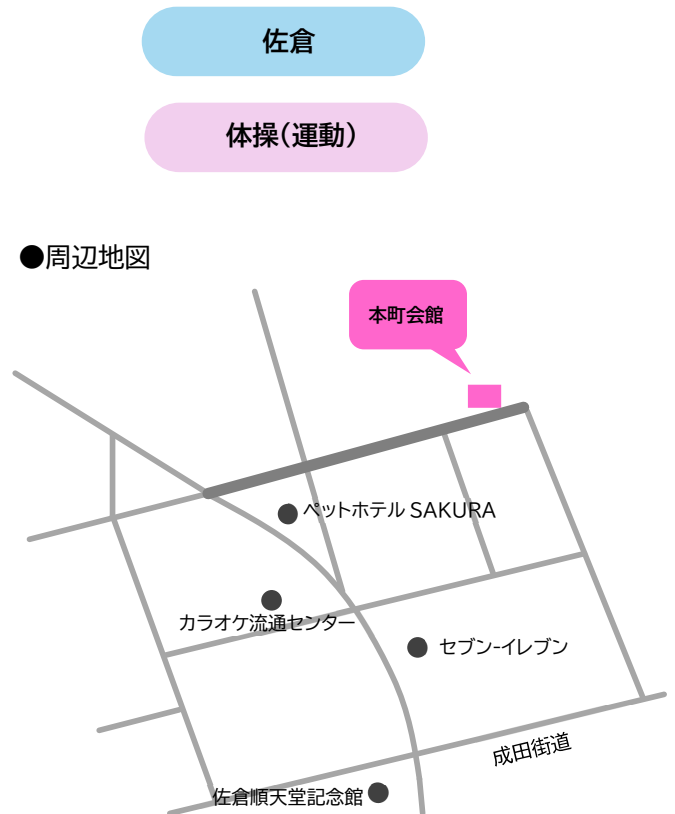 佐倉
体操(運動)
●周辺地図
本町会館
ペットホテル SAKURA
カラオケ流通センター
セブン-イレブン
成田街道
佐倉順天堂記念館